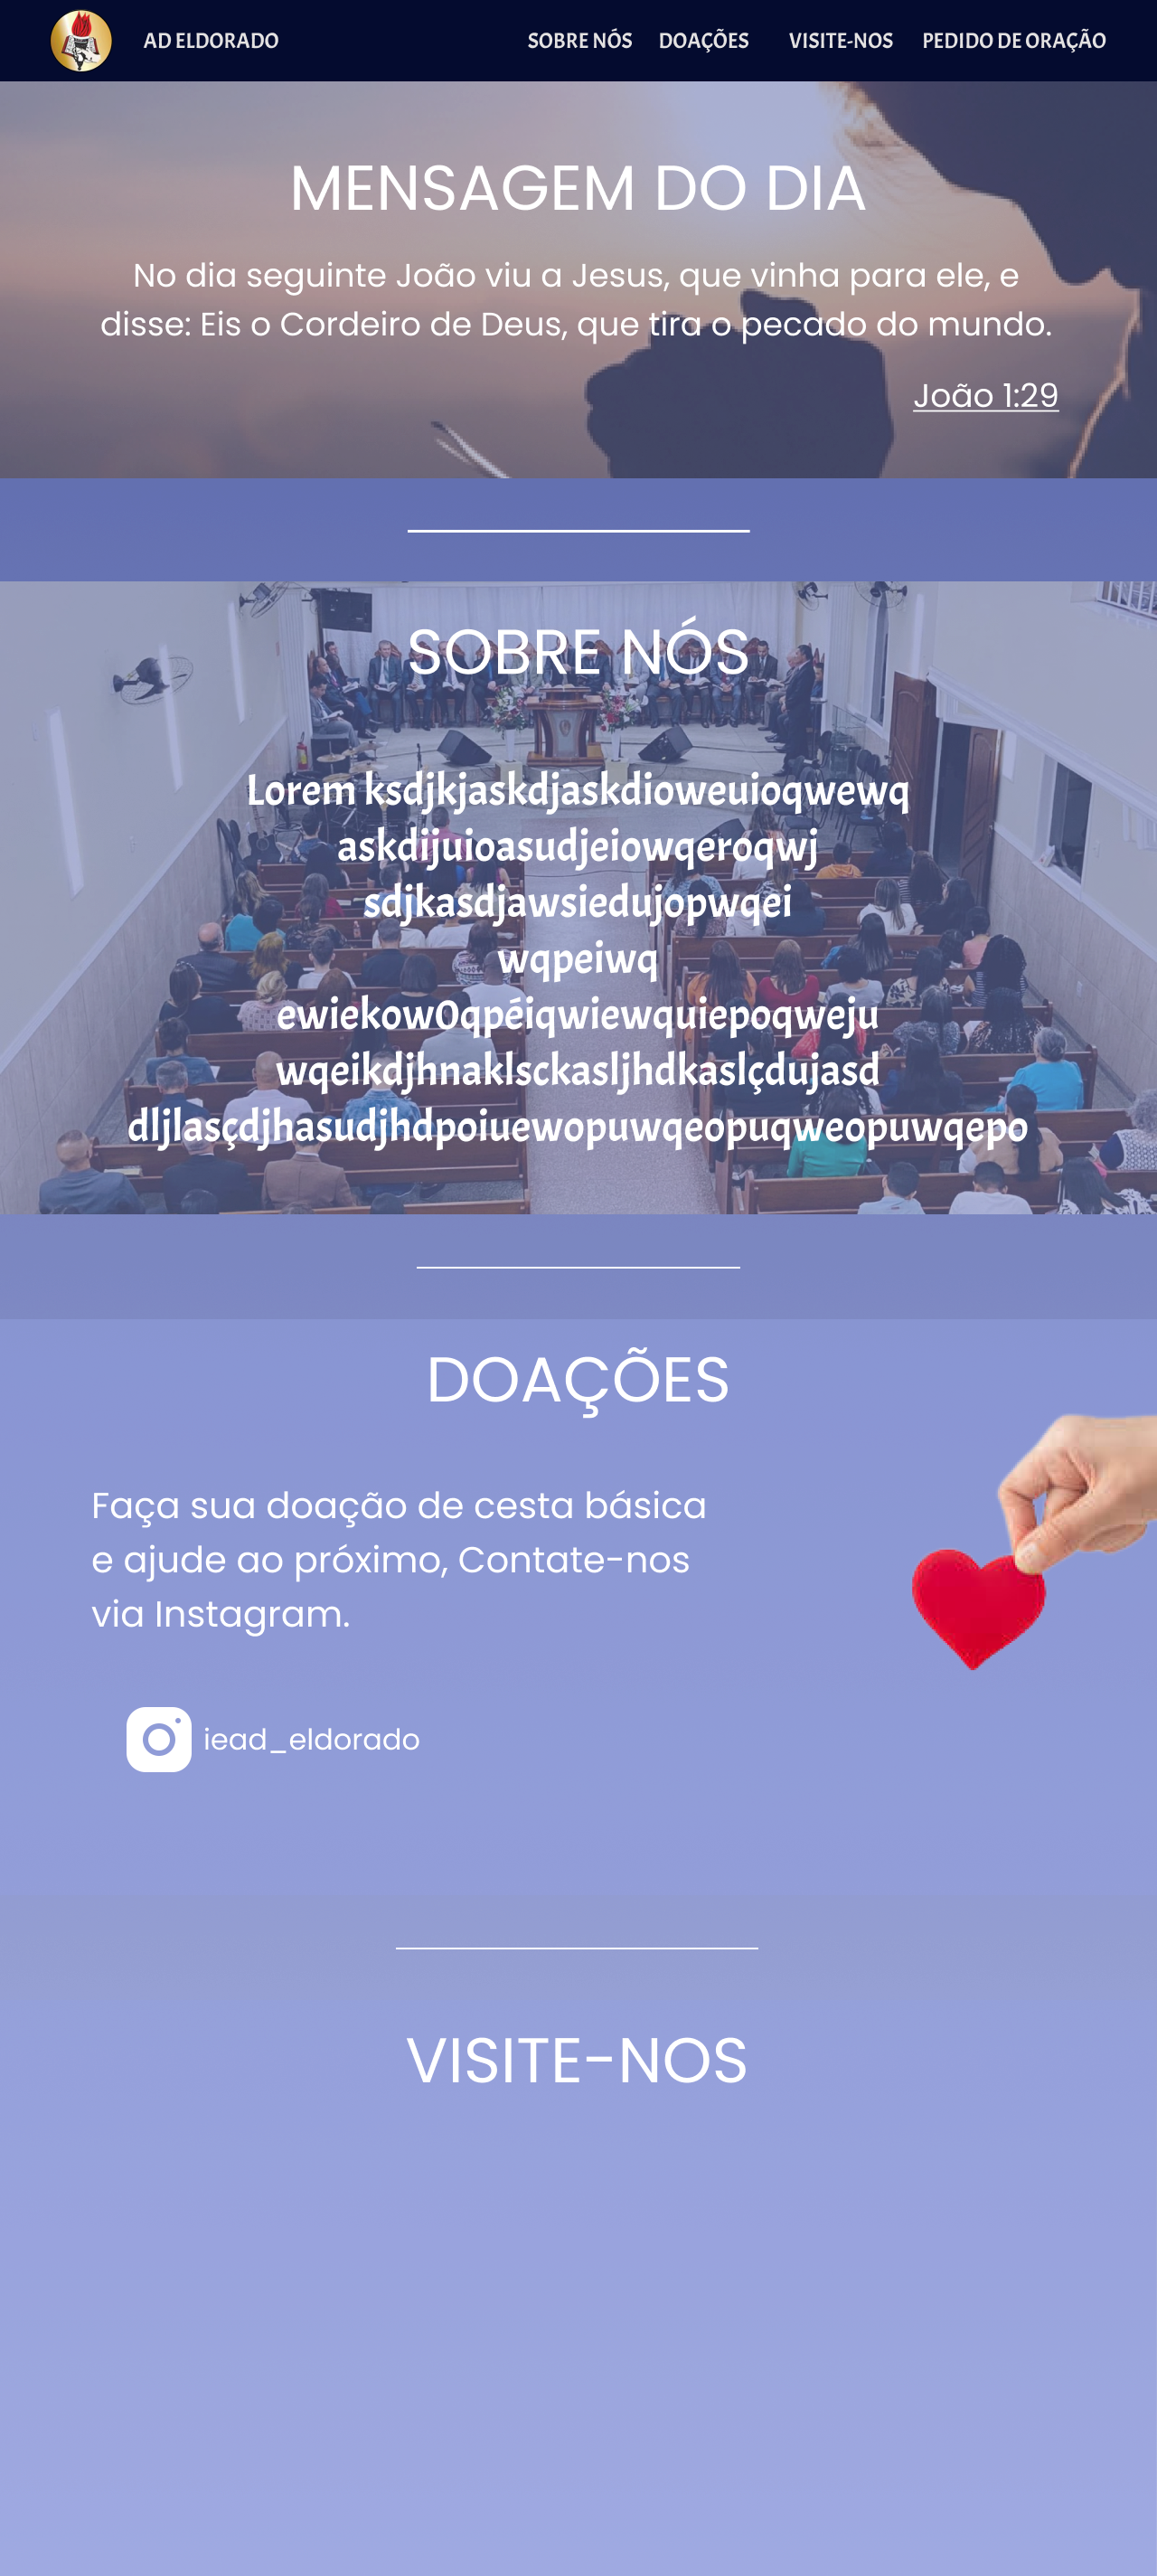 AD ELDORADO
SOBRE NÓS
DOAÇÕES
VISITE-NOS
PEDIDO DE ORAÇÃO
MENSAGEM DO DIA
No dia seguinte João viu a Jesus, que vinha para ele, e
disse: Eis o Cordeiro de Deus, que tira o pecado do mundo.
João 1:29
SOBRE NÓS
Lorem ksdjkjaskdjaskdioweuioqwewq
askdijuioasudjeiowqeroqwj
sdjkasdjawsiedujopwqei
wqpeiwq
ewiekow0qpéiqwiewquiepoqweju
wqeikdjhnaklsckasljhdkaslçdujasd
dljlasçdjhasudjhdpoiuewopuwqeopuqweopuwqepo
DOAÇÕES
Faça sua doação de cesta básica
e ajude ao próximo, Contate-nos
via Instagram.
iead_eldorado
VISITE-NOS